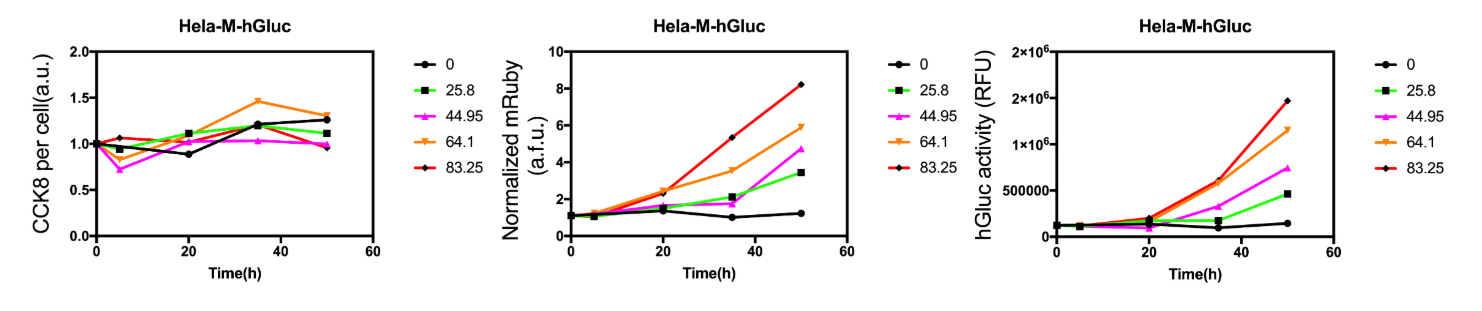 Hela-M-hGluc
CCK8 per cell(a.u.)
2.0
1.5
1.0
0.5
0.0
0 20 40 60
Time(h)
0
25.8
44.95
64.1
83.25
Hela-M-hGluc
Normalized mRuby
(a.f.u.)
10
8
6
4
2
0
0 20 40 60
Time(h)
0
25.8
44.95
64.1
83.25
Hela-M-hGluc
hGluc activity (RFU)
2×10⁶
2×10⁶
1×10⁶
500000
0
0 20 40 60
Time(h)
0
25.8
44.95
64.1
83.25